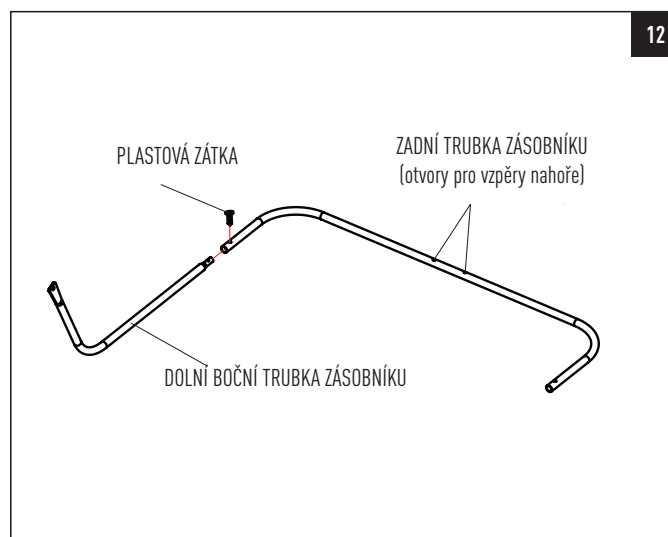 12
PLASTOVÁ ZÁTKA
ZADNÍ TRUBKA ZÁSOBNÍKU
(otvory pro vzpěry nahoře)
DOLNÍ BOČNÍ TRUBKA ZÁSOBNÍKU